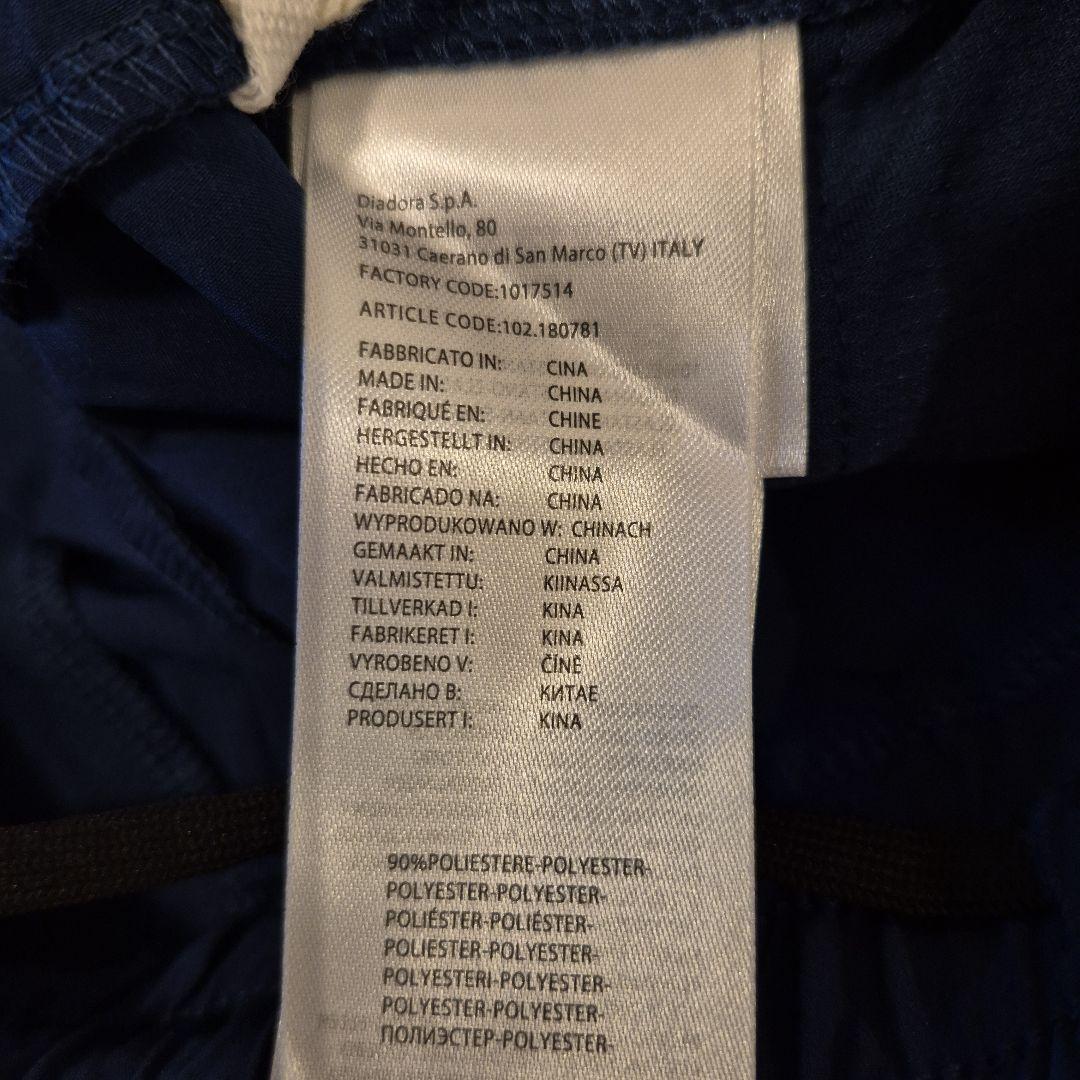 Diadora S.p.A.
Via Montello, 80
31031 Caerano di San Marco (TV) ITALY
FACTORY CODE:1017514
ARTICLE CODE:102.180781
FABBRICATO IN: CINA
MADE IN: CHINA
FABRIQUÉ EN: CHINE
HERGESTELLT IN: CHINA
HECHO EN: CHINA
FABRICADO NA: CHINA
WYPRODUKOWANO W: CHINACH
GEMAAKT IN: CHINA
VALMISTETTU: KIINASSA
TILLVERKAD I: KINA
FABRIKERET I: KINA
VYROBENO V: ČÍNĚ
СДЕЛАНО В: КИТАЕ
PRODUSERT I: KINA
90%POLIESTERE-POLYESTER-
POLYESTER-POLYESTER-
POLIÉSTER-POLIÉSTER-
POLIESTER-POLYESTER-
POLYESTERI-POLYESTER-
POLYESTER-POLYESTER-
ПОЛИЭСТЕР-POLYESTER-